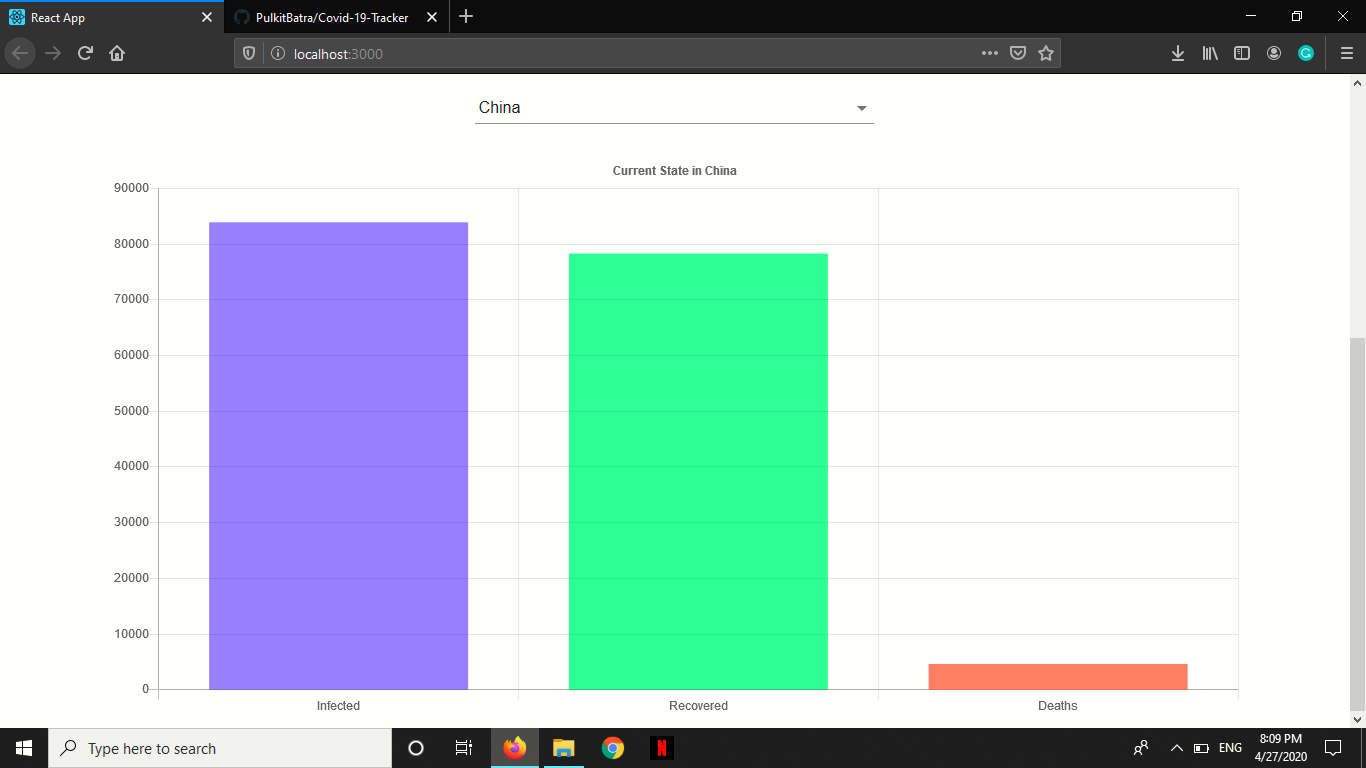 React App
PulkitBatra/Covid-19-Tracker
localhost:3000
China
Current State in China
90000
80000
70000
60000
50000
40000
30000
20000
10000
0
Infected
Recovered
Deaths
Type here to search
N
ENG
8:09 PM
4/27/2020